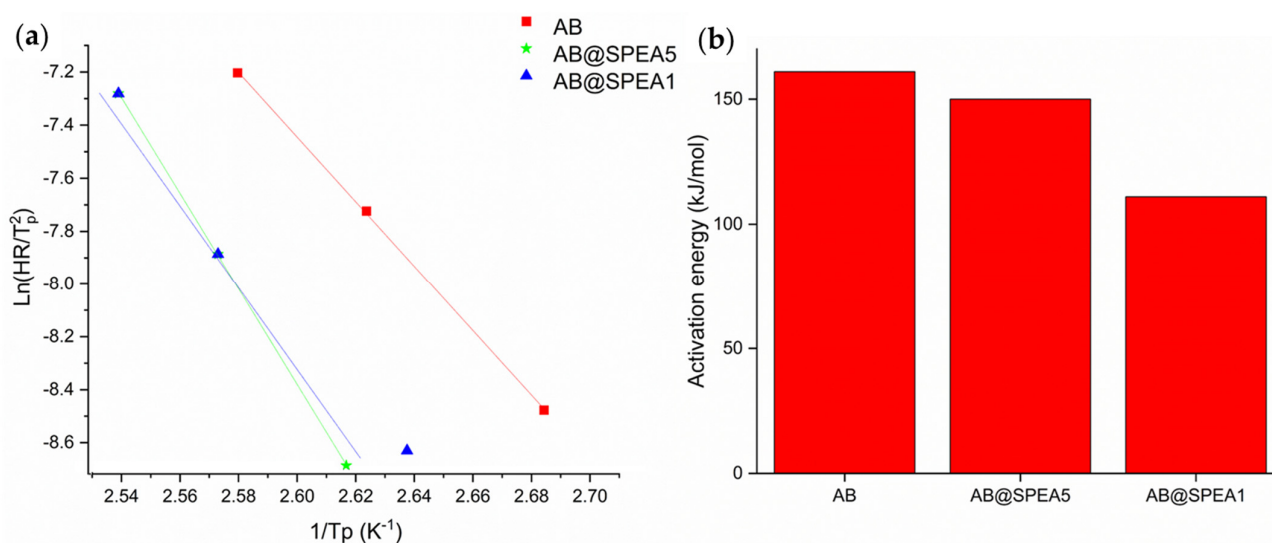 (a)
AB
AB@SPEA5
AB@SPEA1
-7.2
-7.4
-7.6
-7.8
-8.0
-8.2
-8.4
-8.6
Ln(HR/T²ₚ)
2.54 2.56 2.58 2.60 2.62 2.64 2.66 2.68 2.70
1/Tp (K⁻¹)
(b)
150
100
50
0
Activation energy (kJ/mol)
AB AB@SPEA5 AB@SPEA1